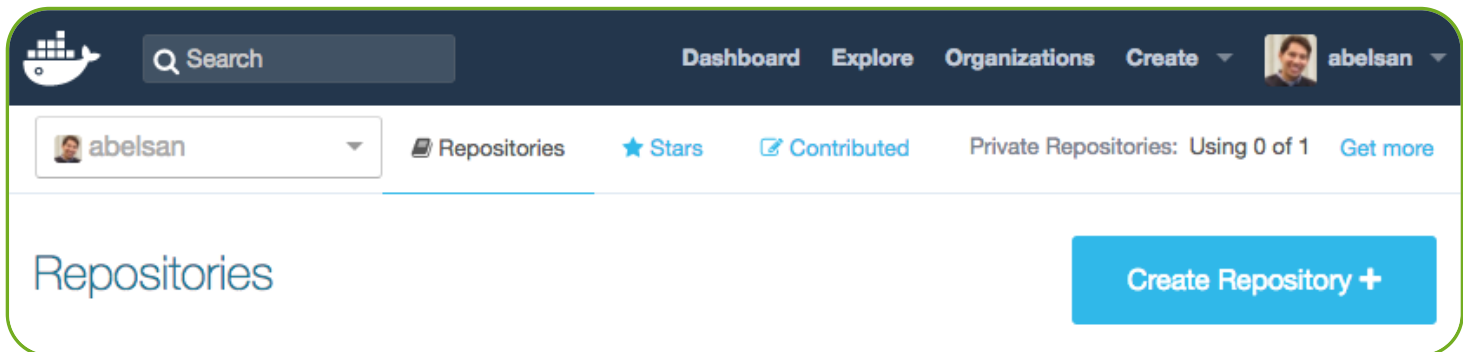 Search Dashboard Explore Organizations Create abelsan
abelsan Repositories Stars Contributed Private Repositories: Using 0 of 1 Get more
Repositories Create Repository +